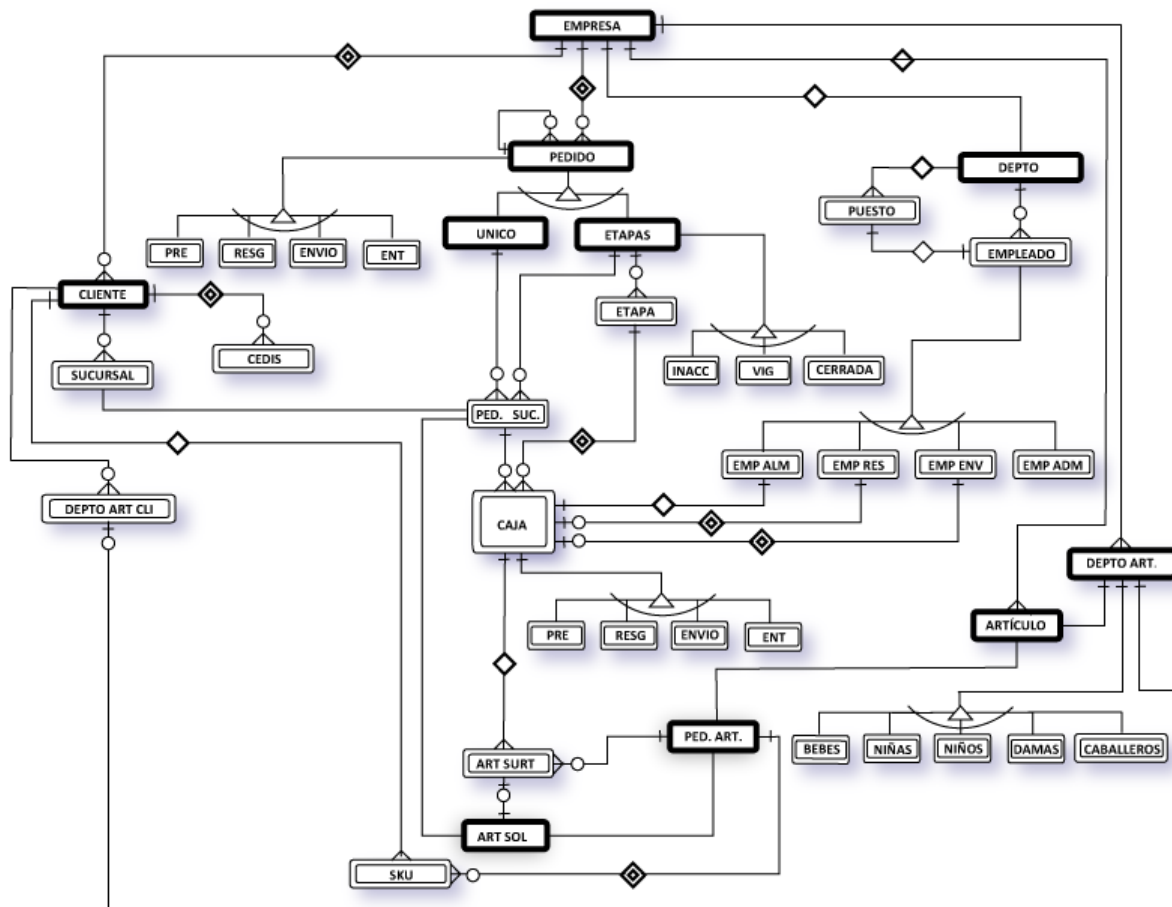 EMPRESA
PEDIDO
DEPTO
PUESTO
UNICO
ETAPAS
EMPLEADO
PRE
RESG
ENVIO
ENT
CLIENTE
ETAPA
CEDIS
SUCURSAL
INACC
VIG
CERRADA
PED. SUC.
EMP ALM
EMP RES
EMP ENV
EMP ADM
DEPTO ART CLI
CAJA
DEPTO ART.
ARTÍCULO
PRE
RESG
ENVIO
ENT
PED. ART.
BEBES
NIÑAS
NIÑOS
DAMAS
CABALLEROS
ART SURT
ART SOL
SKU